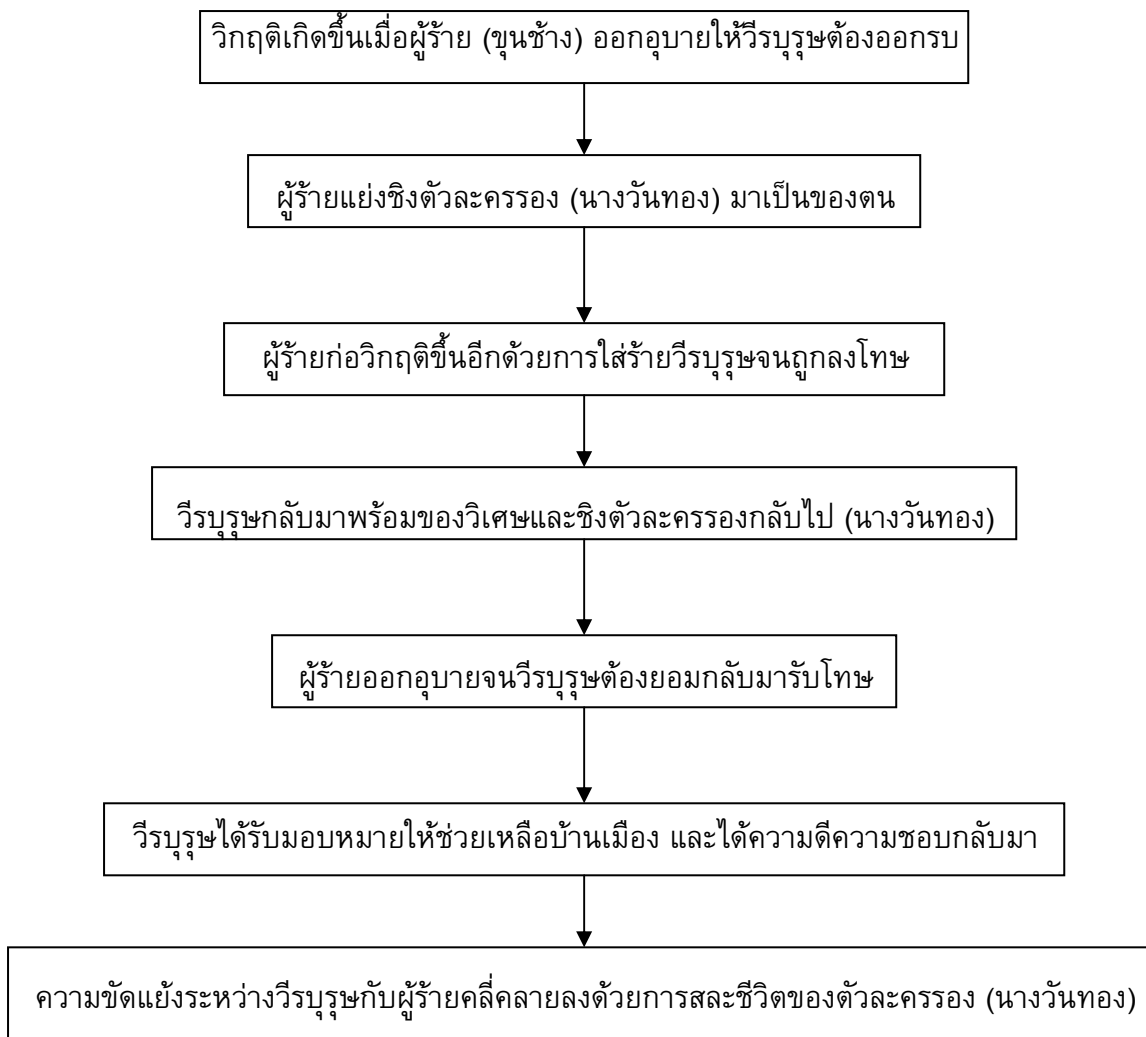 วิกฤติเกิดขึ้นเมื่อผู้ร้าย (ขุนช้าง) ออกอุบายให้วีรบุรุษต้องออกรบ
ผู้ร้ายแย่งชิงตัวละครรอง (นางวันทอง) มาเป็นของตน
ผู้ร้ายก่อวิกฤติขึ้นอีกด้วยการใส่ร้ายวีรบุรุษจนถูกลงโทษ
วีรบุรุษกลับมาพร้อมของวิเศษและชิงตัวละครรองกลับไป (นางวันทอง)
ผู้ร้ายออกอุบายจนวีรบุรุษต้องยอมกลับมารับโทษ
วีรบุรุษได้รับมอบหมายให้ช่วยเหลือบ้านเมือง และได้ความดีความชอบกลับมา
ความขัดแย้งระหว่างวีรบุรุษกับผู้ร้ายคลี่คลายลงด้วยการสละชีวิตของตัวละครรอง (นางวันทอง)